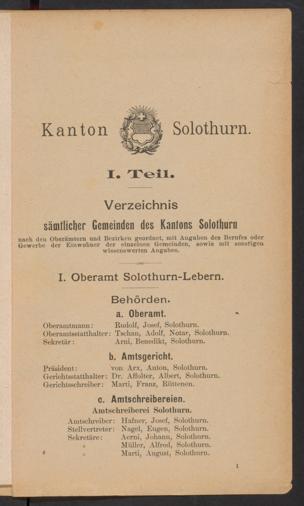 Kanton Solothurn.
I. Teil.
Verzeichnis
sämtlicher Gemeinden des Kantons Solothurn
nach den Oberämtern und Bezirken geordnet, mit Angaben des Berufes oder
Gewerbe der Einwohner der einzelnen Gemeinden, sowie mit sonstigen
wissenswerten Angaben.
I. Oberamt Solothurn-Lebern.
Behörden.
a. Oberamt.
Oberamtmann: Rudolf, Josef, Solothurn.
Oberamtsstatthalter: Tschan, Adolf, Notar, Solothurn.
Sekretär: Arni, Benedikt, Solothurn.
b. Amtsgericht.
Präsident: von Arx, Anton, Solothurn.
Gerichtsstatthalter: Dr. Affolter, Albert, Solothurn.
Gerichtsschreiber: Marti, Franz, Rüttenen.
c. Amtschreibereien.
Amtschreiberei Solothurn.
Amtschreiber: Hafner, Josef, Solothurn.
Stellvertreter: Nagel, Eugen, Solothurn.
Sekretäre: Aerni, Johann, Solothurn.
" Müller, Alfred, Solothurn.
" Marti, August, Solothurn.
1